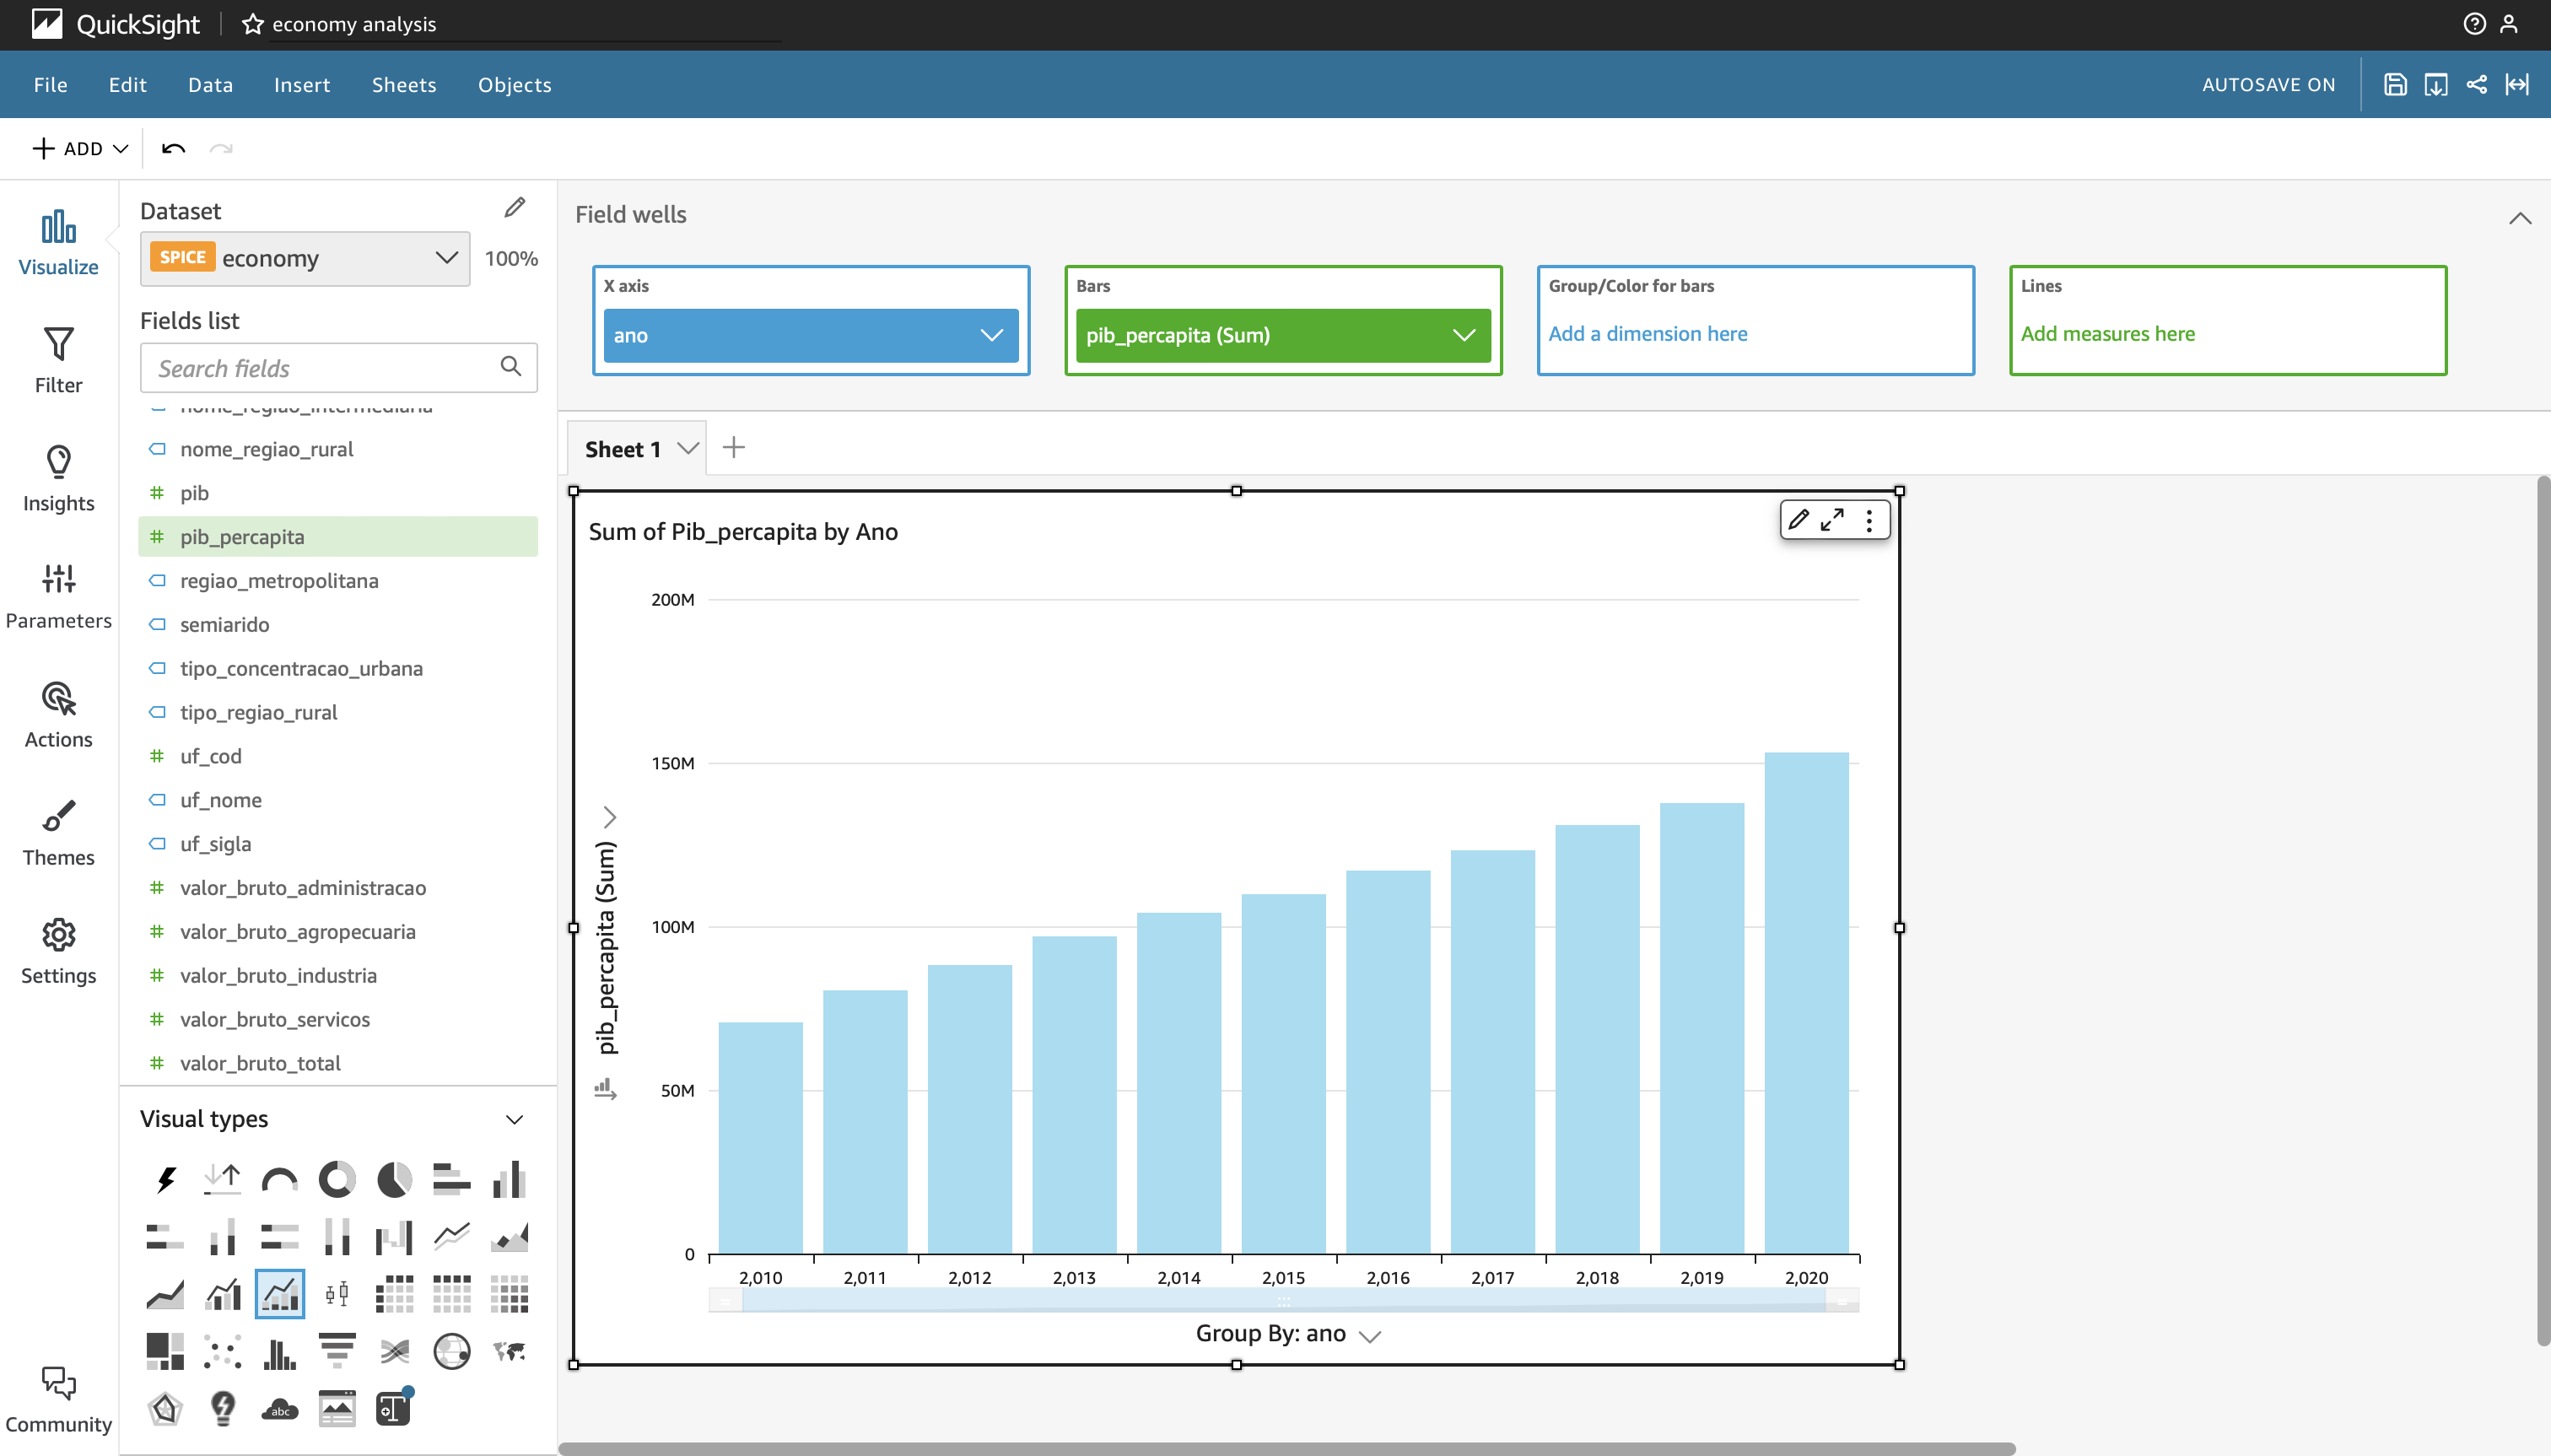 QuickSight
economy analysis
File Edit Data Insert Sheets Objects
AUTOSAVE ON
ADD
Visualize
Filter
Insights
Parameters
Actions
Themes
Settings
Community
Dataset
SPICE economy 100%
Fields list
Search fields
nome_regiao_intermediaria
nome_regiao_rural
pib
pib_percapita
regiao_metropolitana
semiarido
tipo_concentracao_urbana
tipo_regiao_rural
uf_cod
uf_nome
uf_sigla
valor_bruto_administracao
valor_bruto_agropecuaria
valor_bruto_industria
valor_bruto_servicos
valor_bruto_total
Visual types
abc
Field wells
X axis
ano
Bars
pib_percapita (Sum)
Group/Color for bars
Add a dimension here
Lines
Add measures here
Sheet 1
Sum of Pib_percapita by Ano
pib_percapita (Sum)
200M
150M
100M
50M
0
2,010 2,011 2,012 2,013 2,014 2,015 2,016 2,017 2,018 2,019 2,020
Group By: ano